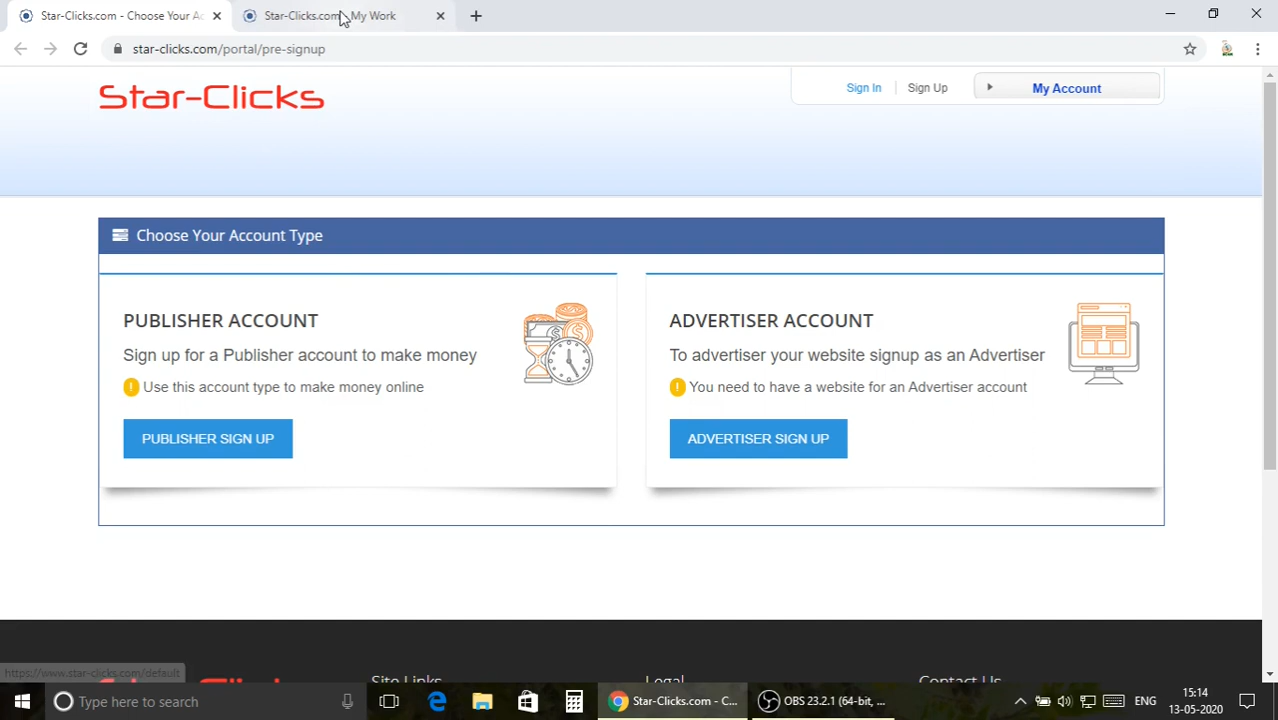 Star-Clicks.com - Choose Your Ac
Star-Clicks.com - My Work
star-clicks.com/portal/pre-signup
Star-Clicks
Sign In
Sign Up
My Account
Choose Your Account Type
PUBLISHER ACCOUNT
Sign up for a Publisher account to make money
Use this account type to make money online
PUBLISHER SIGN UP
ADVERTISER ACCOUNT
To advertiser your website signup as an Advertiser
You need to have a website for an Advertiser account
ADVERTISER SIGN UP
https://www.star-clicks.com/default
Site Links
Legal
Contact Us
Type here to search
Star-Clicks.com - C...
OBS 23.2.1 (64-bit, ...
ENG
15:14
13-05-2020